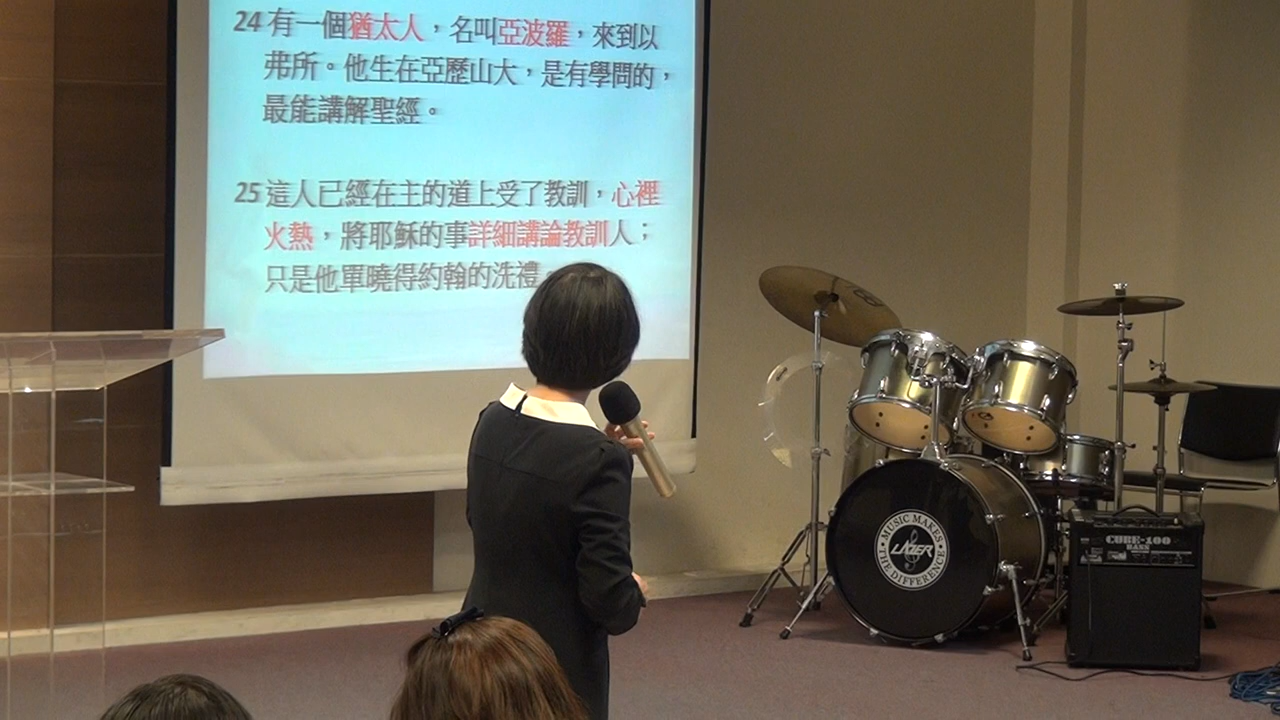 24 有一個猶太人，名叫亞波羅，來到以
弗所。他生在亞歷山大，是有學問的，
最能講解聖經。
25 這人已經在主的道上受了教訓，心裡
火熱，將耶穌的事詳細講論教訓人；
只是他單曉得約翰的洗禮。
MUSIC MAKES
LAZER
THE DIFFERENCE
CUBE-100
BASS